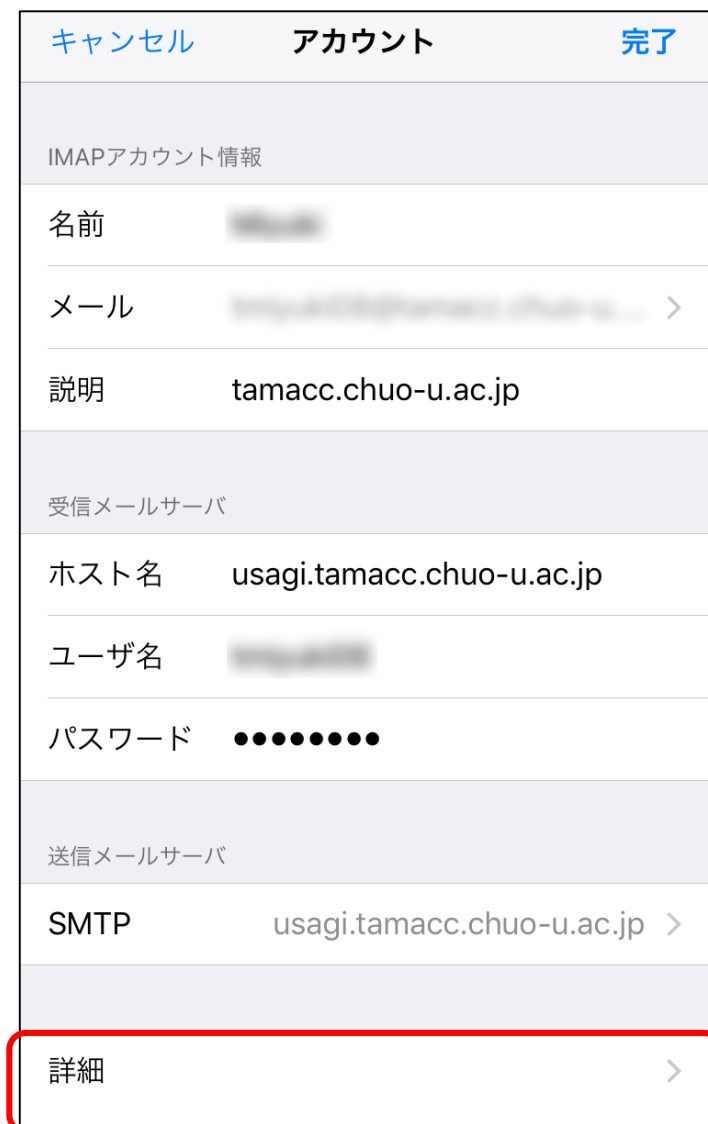 キャンセル アカウント 完了
IMAPアカウント情報
名前
メール
説明 tamacc.chuo-u.ac.jp
受信メールサーバ
ホスト名 usagi.tamacc.chuo-u.ac.jp
ユーザ名
パスワード ●●●●●●●●
送信メールサーバ
SMTP usagi.tamacc.chuo-u.ac.jp
詳細